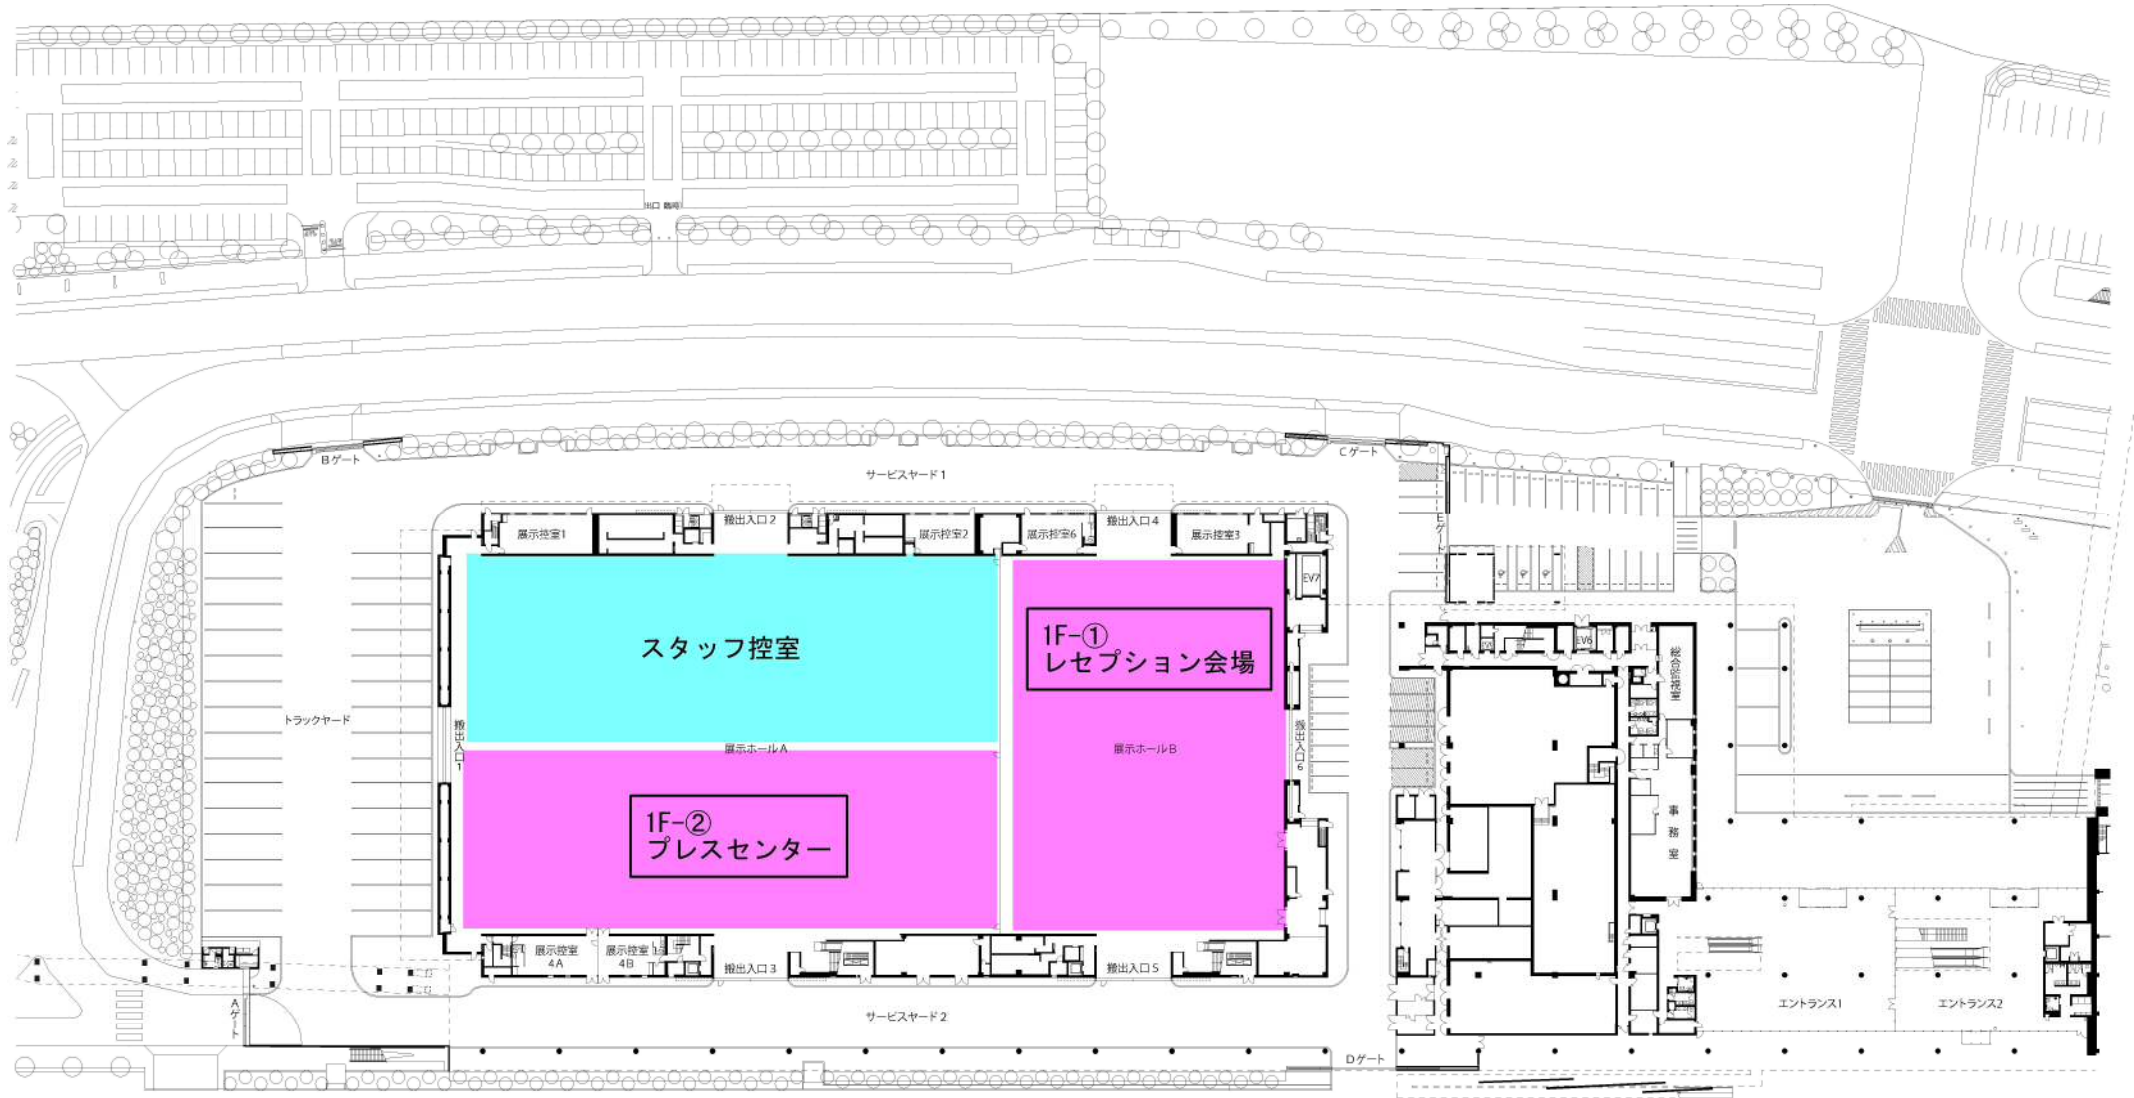 出口 臨時
Bゲート
Cゲート
サービスヤード1
Eゲート
展示控室1
搬出入口2
展示控室2
展示控室6
搬出入口4
展示控室3
EV7
スタッフ控室
1F-①
レセプション会場
EV6
総合監視室
トラックヤード
搬出入口1
展示ホールA
展示ホールB
搬出入口6
1F-②
プレスセンター
事務室
展示控室
4A
展示控室
4B
搬出入口3
搬出入口5
Aゲート
サービスヤード2
エントランス1
エントランス2
Dゲート